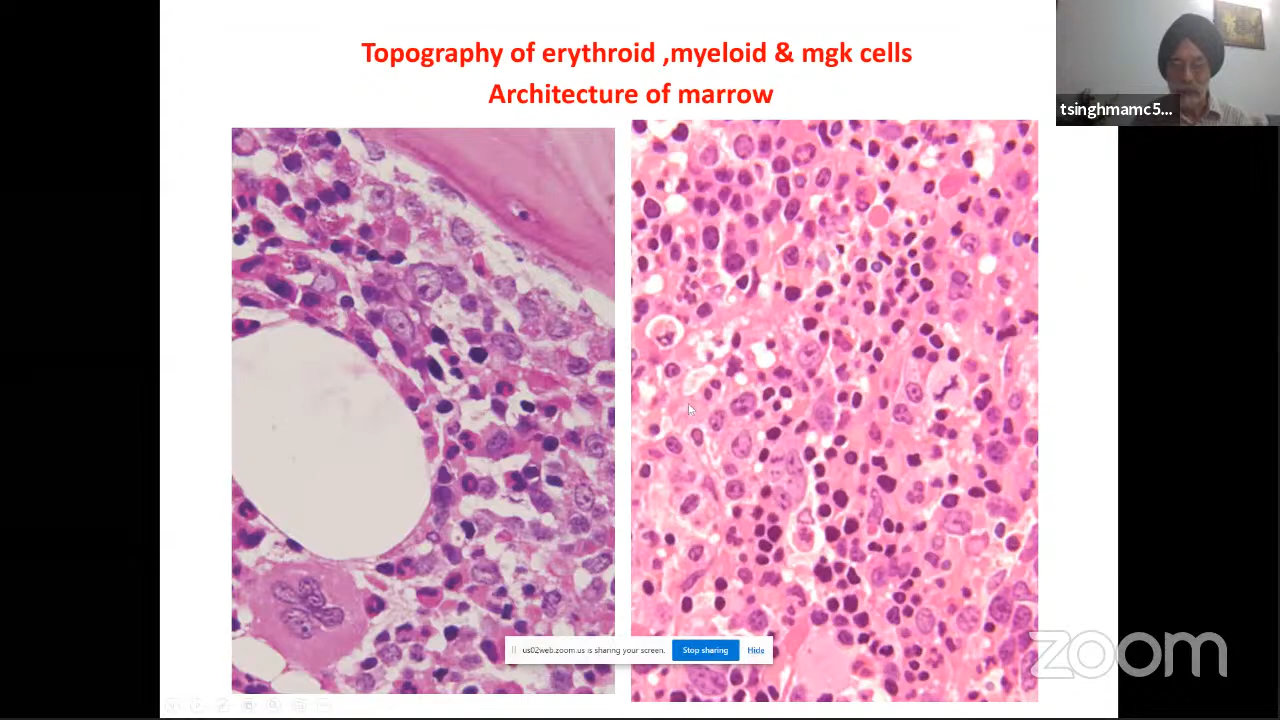 Topography of erythroid ,myeloid & mgk cells
Architecture of marrow
tsinghmamc5...
us02web.zoom.us is sharing your screen.
Stop sharing
Hide
zoom